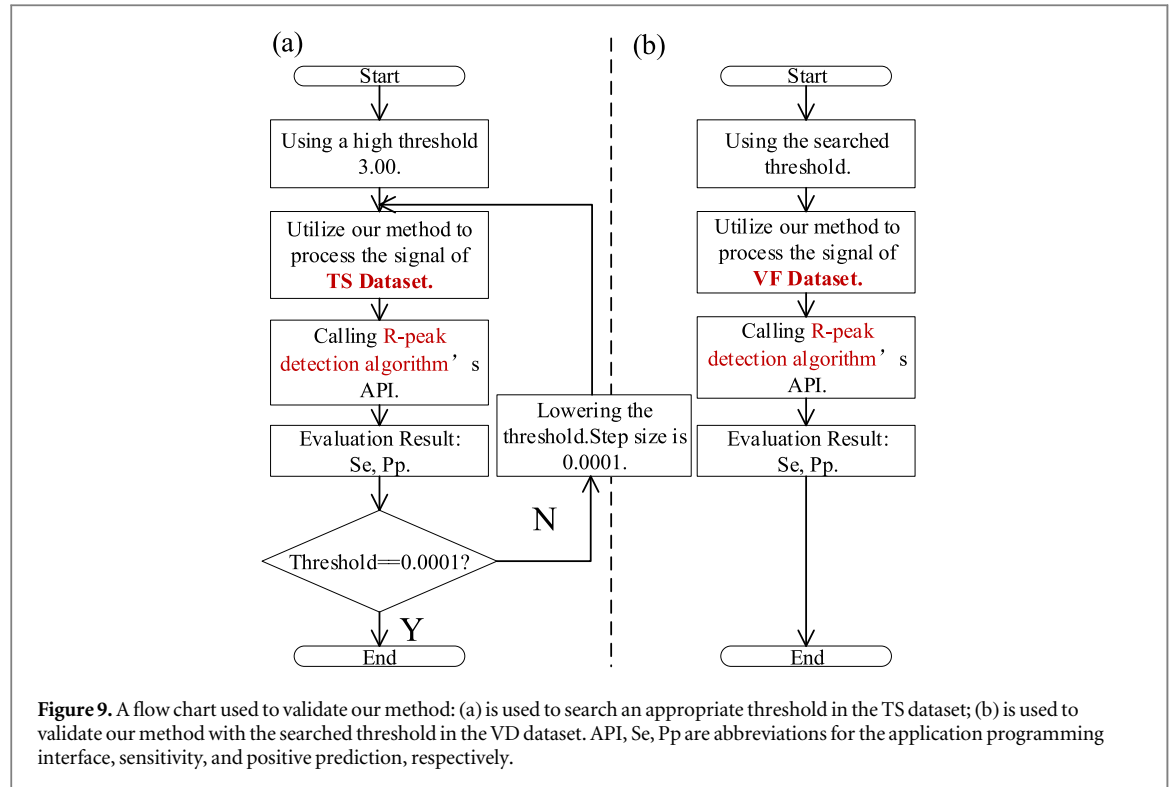 (a)
Start
Using a high threshold
3.00.
Utilize our method to
process the signal of
TS Dataset.
Calling R-peak
detection algorithm’s
API.
Evaluation Result:
Se, Pp.
Threshold==0.0001?
N
Lowering the
threshold.Step size is
0.0001.
Y
End
(b)
Start
Using the searched
threshold.
Utilize our method to
process the signal of
VF Dataset.
Calling R-peak
detection algorithm’s
API.
Evaluation Result:
Se, Pp.
End
Figure 9. A flow chart used to validate our method: (a) is used to search an appropriate threshold in the TS dataset; (b) is used to
validate our method with the searched threshold in the VD dataset. API, Se, Pp are abbreviations for the application programming
interface, sensitivity, and positive prediction, respectively.